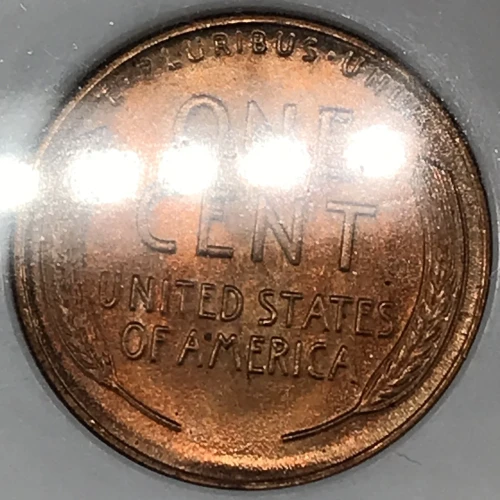 E·PLURIBUS·UNUM
ONE
CENT
UNITED STATES
OF AMERICA